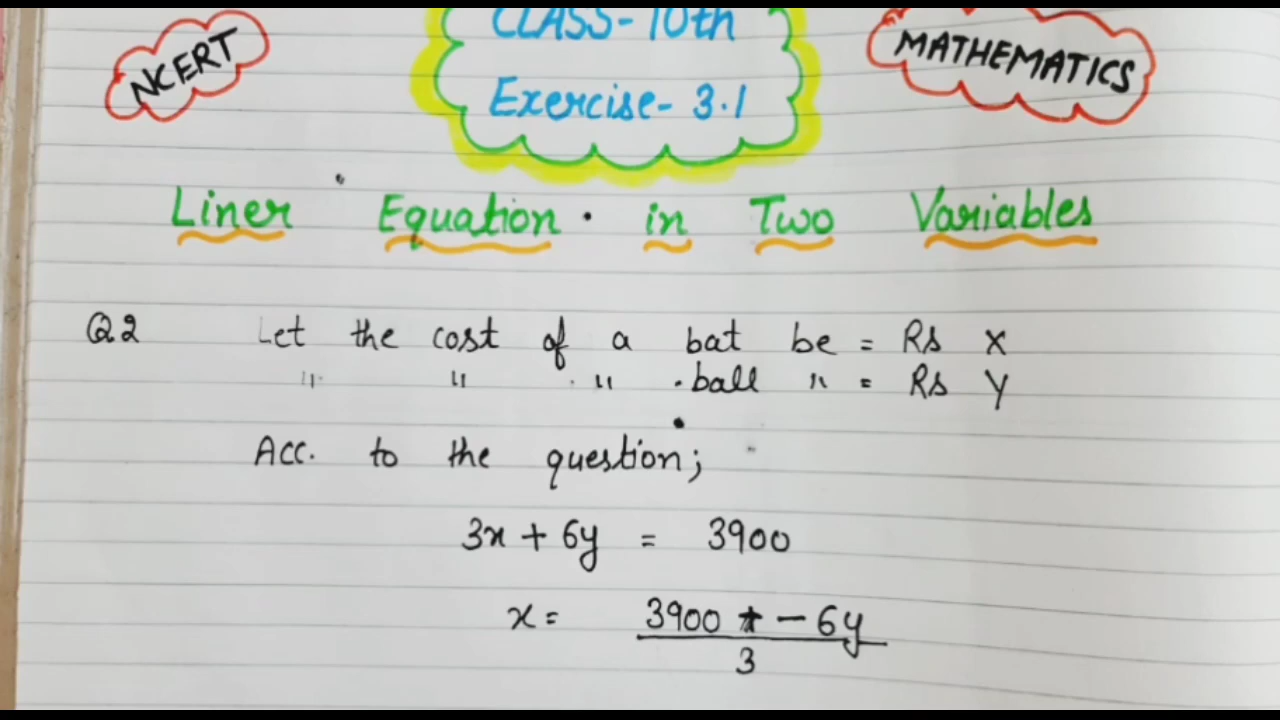 NCERT
CLASS-10th
Exercise- 3.1
MATHEMATICS
Liner Equation in Two Variables
Q2 Let the cost of a bat be = Rs x
" " " ball " = Rs y
Acc. to the question;
3x + 6y = 3900
x = 3900 - 6y
3